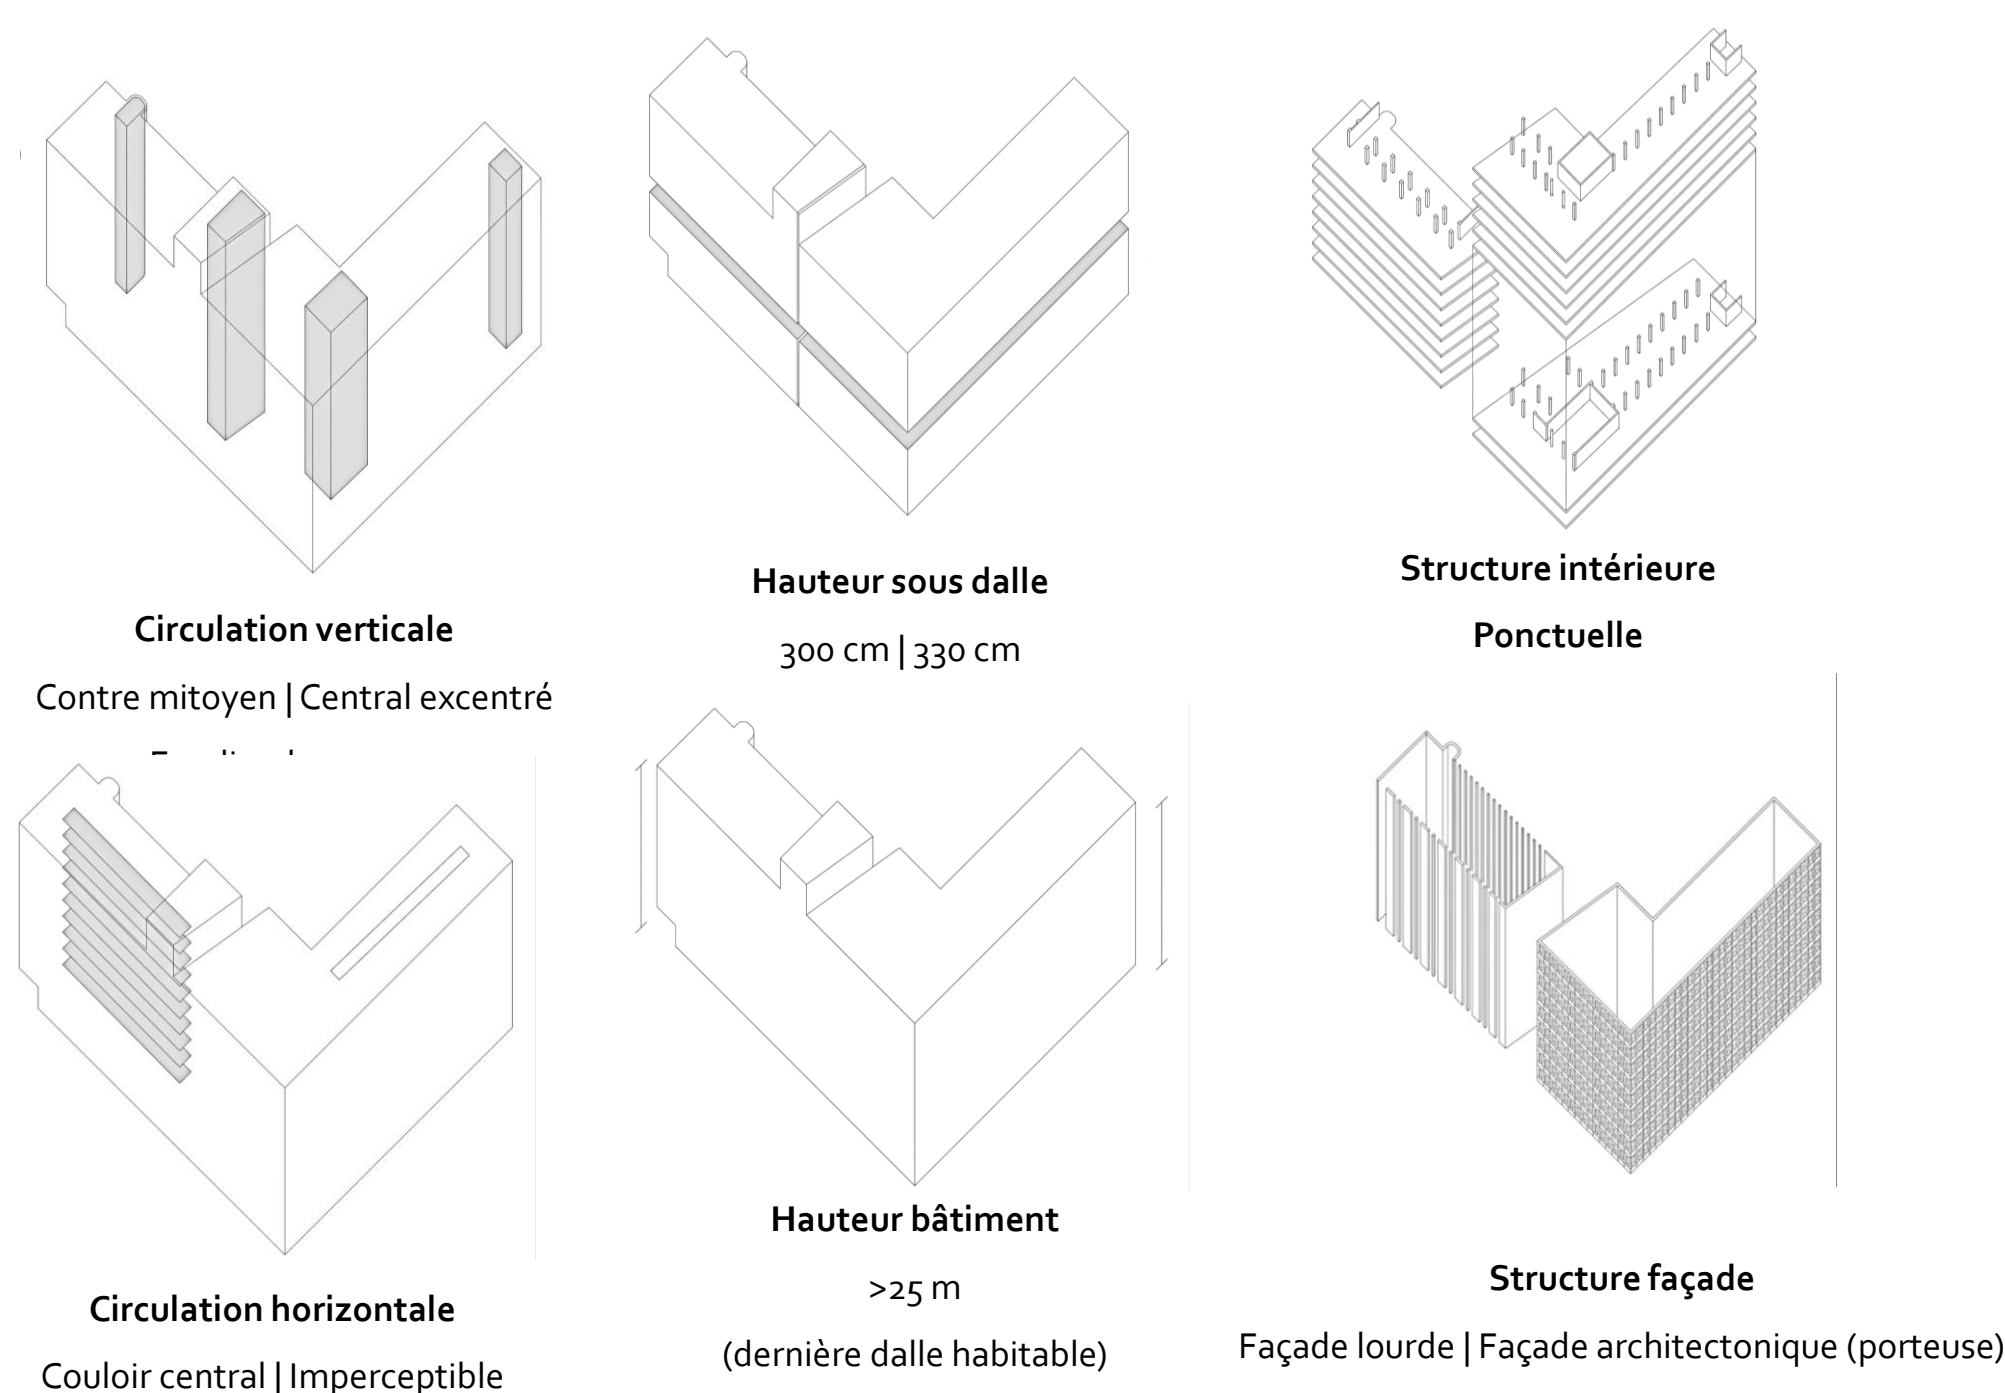 Circulation verticale
Contre mitoyen | Central excentré
Hauteur sous dalle
300 cm | 330 cm
Structure intérieure
Ponctuelle
Circulation horizontale
Couloir central | Imperceptible
Hauteur bâtiment
>25 m
(dernière dalle habitable)
Structure façade
Façade lourde | Façade architectonique (porteuse)